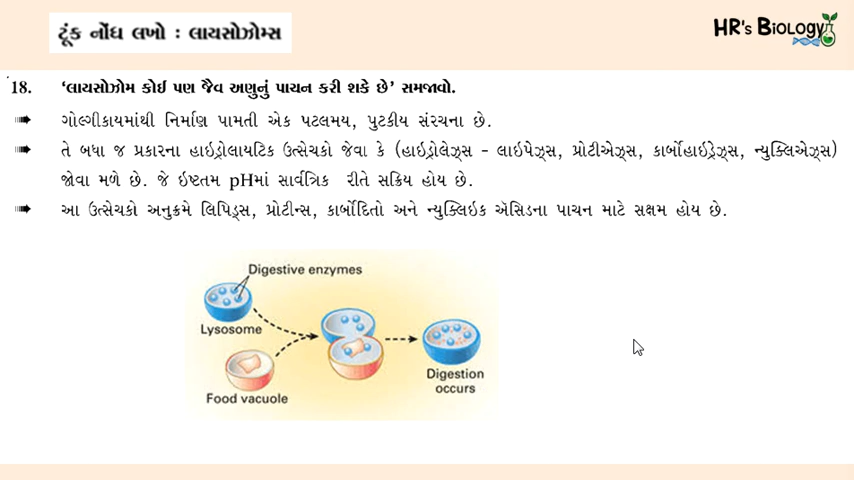 ટૂંક નોંધ લખો : લાયસોઝોમ્સ
HR's BIOLOGY
18. 'લાયસોઝોમ કોઈ પણ જૈવ અણુનું પાચન કરી શકે છે' સમજાવો.
➠ ગોલ્ગીકાયમાંથી નિર્માણ પામતી એક પટલમય, પુટકીય સંરચના છે.
➠ તે બધા જ પ્રકારના હાઇડ્રોલાયટિક ઉત્સેચકો જેવા કે (હાઇડ્રોલેઝ્સ - લાઇપેઝ્સ, પ્રોટીએઝ્સ, કાર્બોહાઇડ્રેઝ્સ, ન્યુક્લિએઝ્સ)
જોવા મળે છે. જે ઇષ્ટતમ pHમાં સાર્વત્રિક રીતે સક્રિય હોય છે.
➠ આ ઉત્સેચકો અનુક્રમે લિપિડ્સ, પ્રોટીન્સ, કાર્બોદિતો અને ન્યુક્લિઇક ઍસિડના પાચન માટે સક્ષમ હોય છે.
Digestive enzymes
Lysosome
Food vacuole
Digestion
occurs